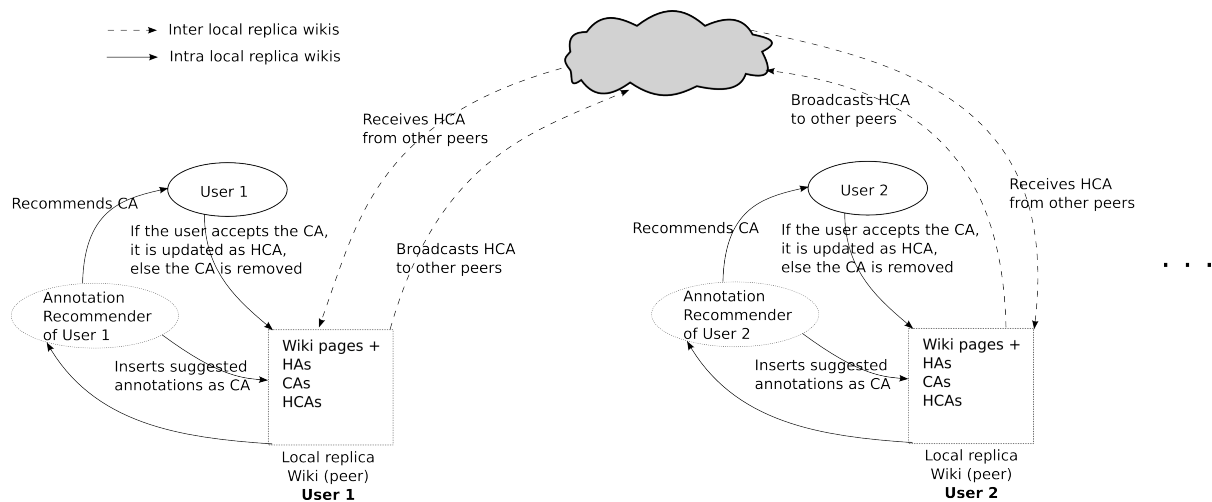 Inter local replica wikis
Intra local replica wikis
Receives HCA
from other peers
Broadcasts HCA
to other peers
User 1
Recommends CA
If the user accepts the CA,
it is updated as HCA,
else the CA is removed
Broadcasts HCA
to other peers
Annotation
Recommender
of User 1
Inserts suggested
annotations as CA
Wiki pages +
HAs
CAs
HCAs
Local replica
Wiki (peer)
User 1
User 2
Receives HCA
from other peers
Recommends CA
If the user accepts the CA,
it is updated as HCA,
else the CA is removed
. . .
Annotation
Recommender
of User 2
Inserts suggested
annotations as CA
Wiki pages +
HAs
CAs
HCAs
Local replica
Wiki (peer)
User 2